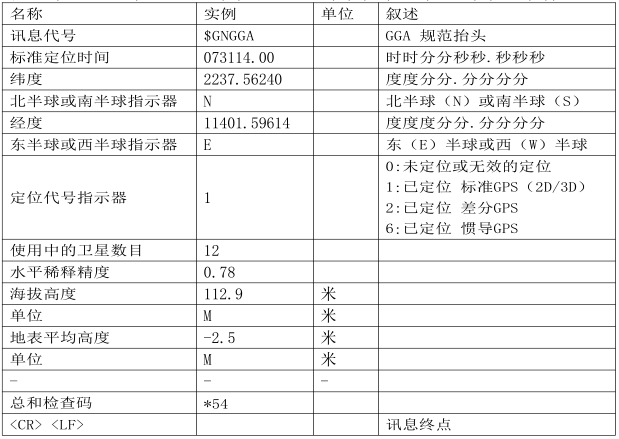 名称 实例 单位 叙述
讯息代号 $GNGGA GGA 规范抬头
标准定位时间 073114.00 时时分分秒秒.秒秒秒
纬度 2237.56240 度度分分.分分分分
北半球或南半球指示器 N 北半球（N）或南半球（S）
经度 11401.59614 度度度分分.分分分分
东半球或西半球指示器 E 东（E）半球或西（W）半球
定位代号指示器 1 0:未定位或无效的定位
1:已定位 标准GPS（2D/3D）
2:已定位 差分GPS
6:已定位 惯导GPS
使用中的卫星数目 12
水平稀释精度 0.78
海拔高度 112.9 米
单位 M 米
地表平均高度 -2.5 米
单位 M 米
- - -
总和检查码 *54
<CR> <LF> 讯息终点